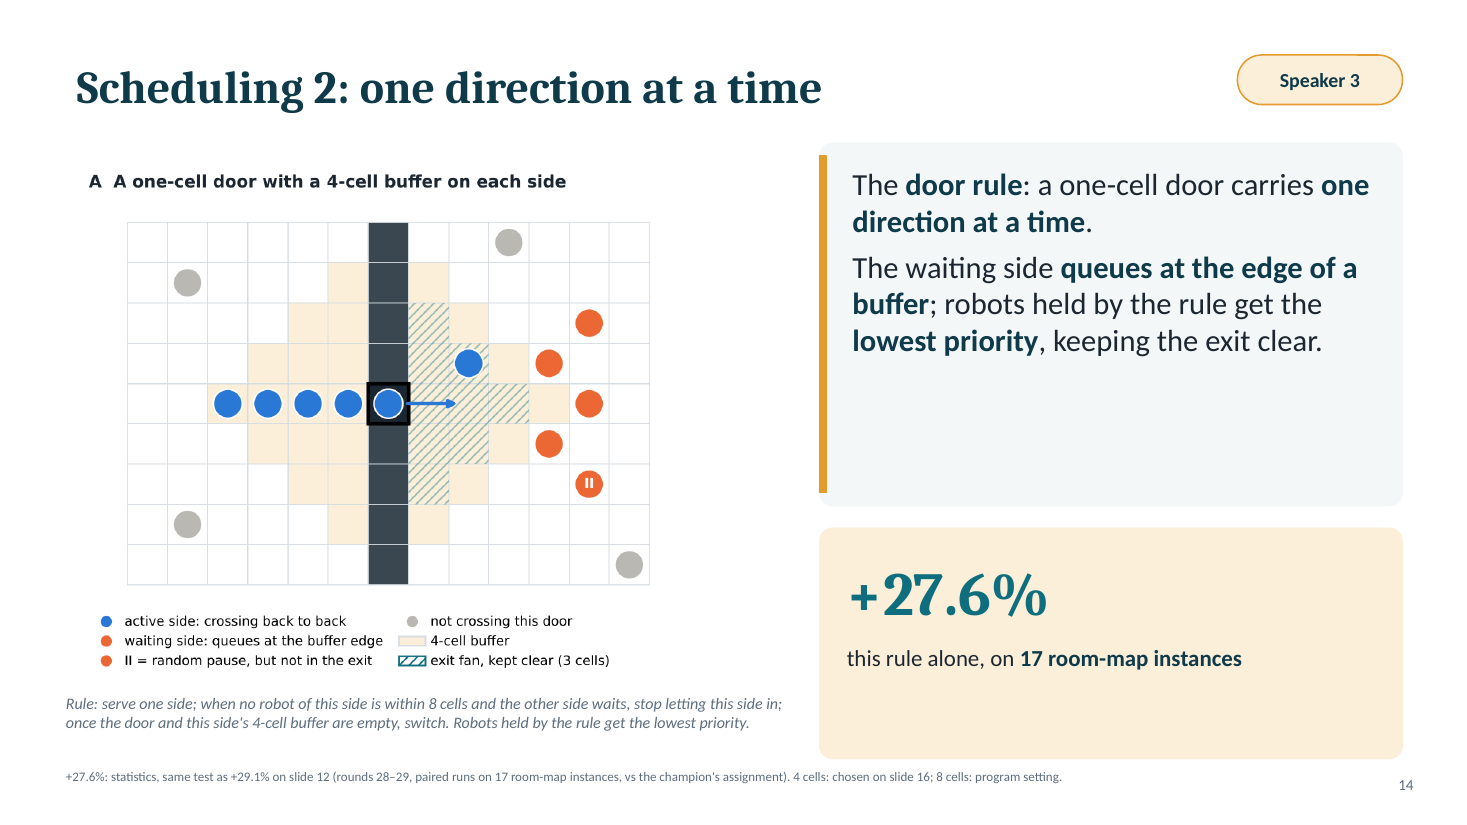 Scheduling 2: one direction at a time
Speaker 3
A A one-cell door with a 4-cell buffer on each side
II
active side: crossing back to back
waiting side: queues at the buffer edge
II = random pause, but not in the exit
not crossing this door
4-cell buffer
exit fan, kept clear (3 cells)
Rule: serve one side; when no robot of this side is within 8 cells and the other side waits, stop letting this side in;
once the door and this side's 4-cell buffer are empty, switch. Robots held by the rule get the lowest priority.
The door rule: a one-cell door carries one
direction at a time.
The waiting side queues at the edge of a
buffer; robots held by the rule get the
lowest priority, keeping the exit clear.
+27.6%
this rule alone, on 17 room-map instances
+27.6%: statistics, same test as +29.1% on slide 12 (rounds 28–29, paired runs on 17 room-map instances, vs the champion's assignment). 4 cells: chosen on slide 16; 8 cells: program setting.
14